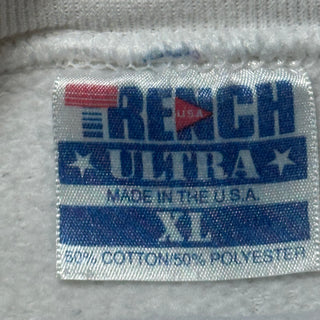 TRENCH
USA
ULTRA
MADE IN THE U.S.A.
XL
50% COTTON/50% POLYESTER